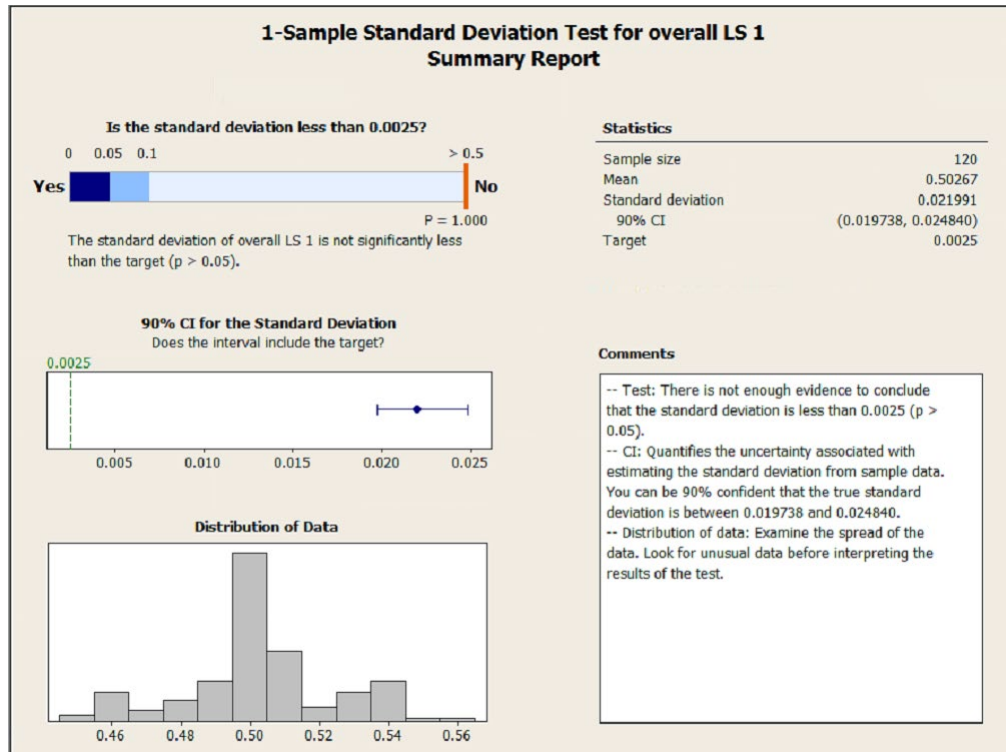 1-Sample Standard Deviation Test for overall LS 1
Summary Report
Is the standard deviation less than 0.0025?
0 0.05 0.1 > 0.5
Yes No
P = 1.000
The standard deviation of overall LS 1 is not significantly less
than the target (p > 0.05).
Statistics
Sample size 120
Mean 0.50267
Standard deviation 0.021991
90% CI (0.019738, 0.024840)
Target 0.0025
90% CI for the Standard Deviation
Does the interval include the target?
0.0025
0.005 0.010 0.015 0.020 0.025
Distribution of Data
0.46 0.48 0.50 0.52 0.54 0.56
Comments
-- Test: There is not enough evidence to conclude
that the standard deviation is less than 0.0025 (p >
0.05).
-- CI: Quantifies the uncertainty associated with
estimating the standard deviation from sample data.
You can be 90% confident that the true standard
deviation is between 0.019738 and 0.024840.
-- Distribution of data: Examine the spread of the
data. Look for unusual data before interpreting the
results of the test.